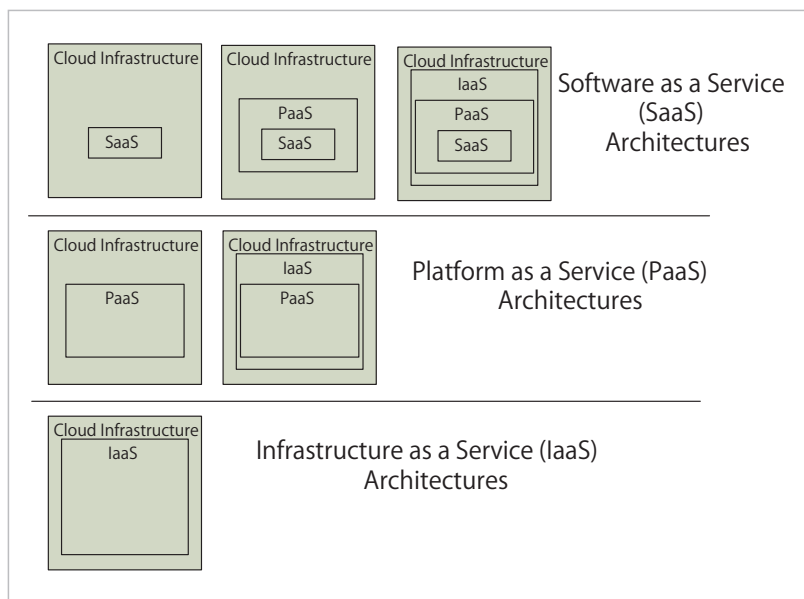 Cloud Infrastructure
SaaS
Cloud Infrastructure
PaaS
SaaS
Cloud Infrastructure
IaaS
PaaS
SaaS
Software as a Service
(SaaS)
Architectures
Cloud Infrastructure
PaaS
Cloud Infrastructure
IaaS
PaaS
Platform as a Service (PaaS)
Architectures
Cloud Infrastructure
IaaS
Infrastructure as a Service (IaaS)
Architectures